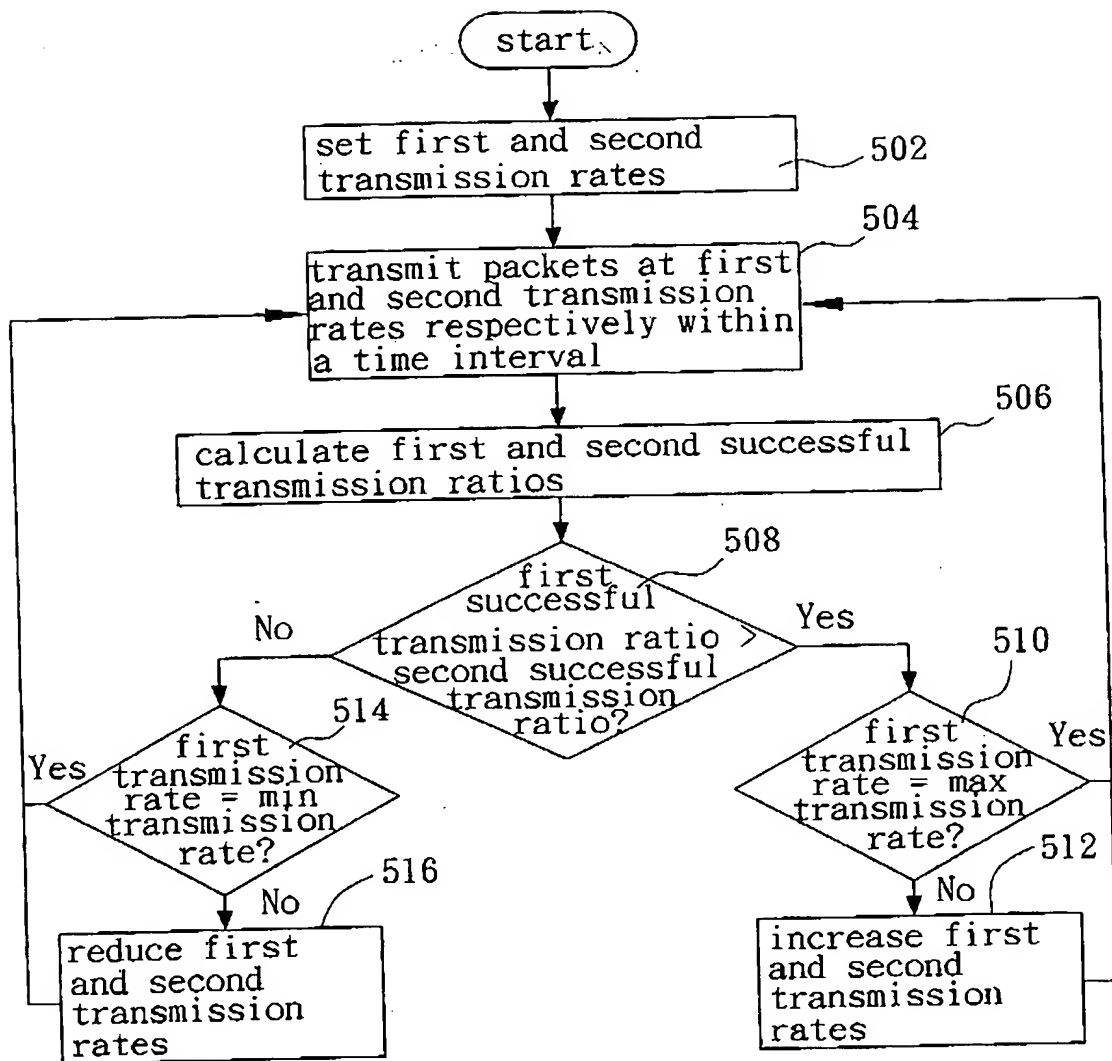 start
set first and second
transmission rates
502
504
transmit packets at first
and second transmission
rates respectively within
a time interval
506
calculate first and second successful
transmission ratios
508
first
successful
transmission ratio >
second successful
transmission
ratio?
No
Yes
510
514
first
transmission
rate = min
transmission
rate?
Yes
first
transmission
rate = max
transmission
rate?
Yes
516
No
512
No
reduce first
and second
transmission
rates
increase first
and second
transmission
rates